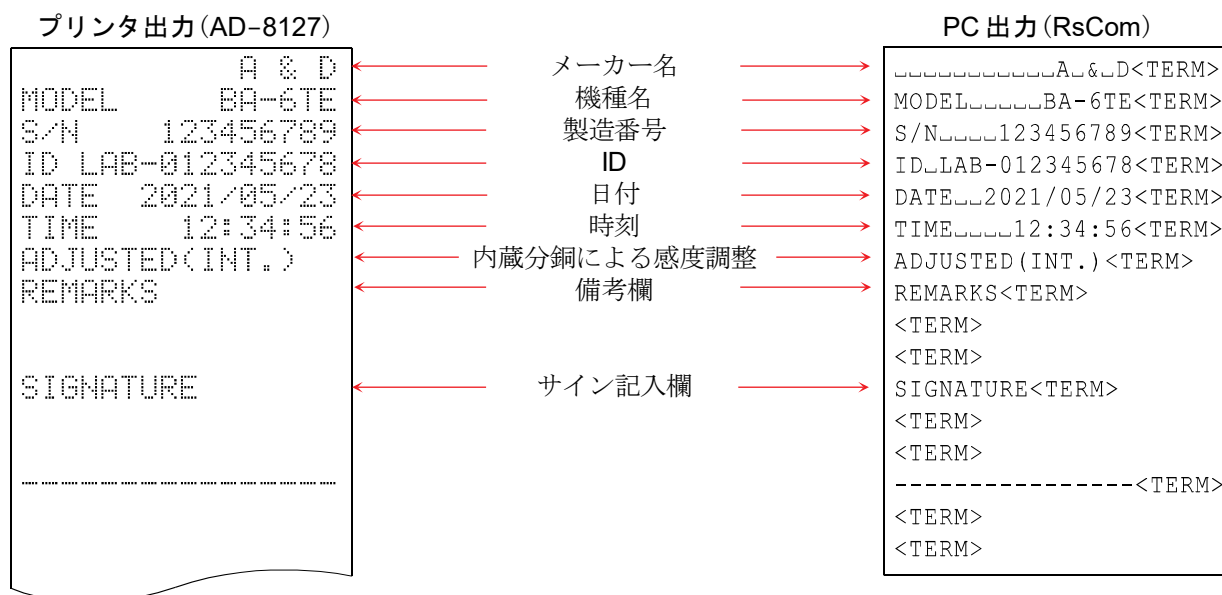 プリンタ出力(AD-8127)
A & D
MODEL BA-6TE
S/N 123456789
ID LAB-012345678
DATE 2021/05/23
TIME 12:34:56
ADJUSTED(INT.)
REMARKS
SIGNATURE
----------------
メーカー名
機種名
製造番号
ID
日付
時刻
内蔵分銅による感度調整
備考欄
サイン記入欄
PC 出力(RsCom)
␣␣␣␣␣␣␣␣␣␣␣A␣&␣D<TERM>
MODEL␣␣␣␣␣BA-6TE<TERM>
S/N␣␣␣␣123456789<TERM>
ID␣LAB-012345678<TERM>
DATE␣␣2021/05/23<TERM>
TIME␣␣␣␣12:34:56<TERM>
ADJUSTED(INT.)<TERM>
REMARKS<TERM>
<TERM>
<TERM>
SIGNATURE<TERM>
<TERM>
<TERM>
----------------<TERM>
<TERM>
<TERM>